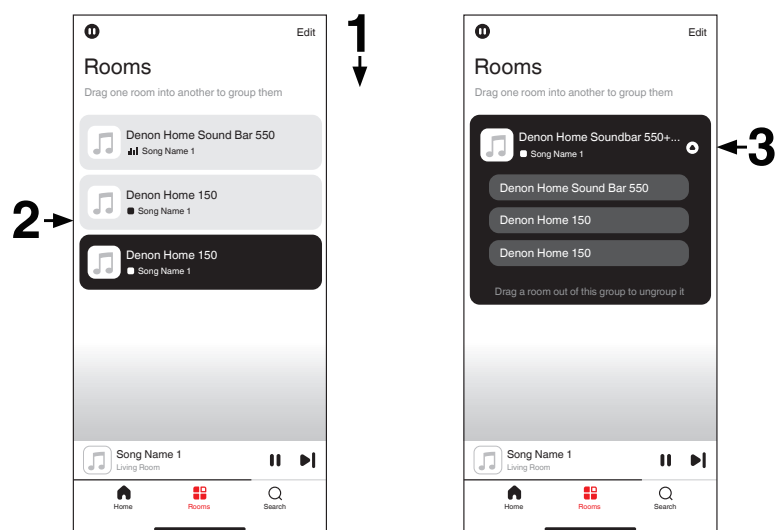 Edit
1
Rooms
Drag one room into another to group them
Denon Home Sound Bar 550
Song Name 1
Denon Home 150
Song Name 1
2
Denon Home 150
Song Name 1
Song Name 1
Living Room
Home
Rooms
Search
Edit
Rooms
Drag one room into another to group them
Denon Home Soundbar 550+...
Song Name 1
3
Denon Home Sound Bar 550
Denon Home 150
Denon Home 150
Drag a room out of this group to ungroup it
Song Name 1
Living Room
Home
Rooms
Search